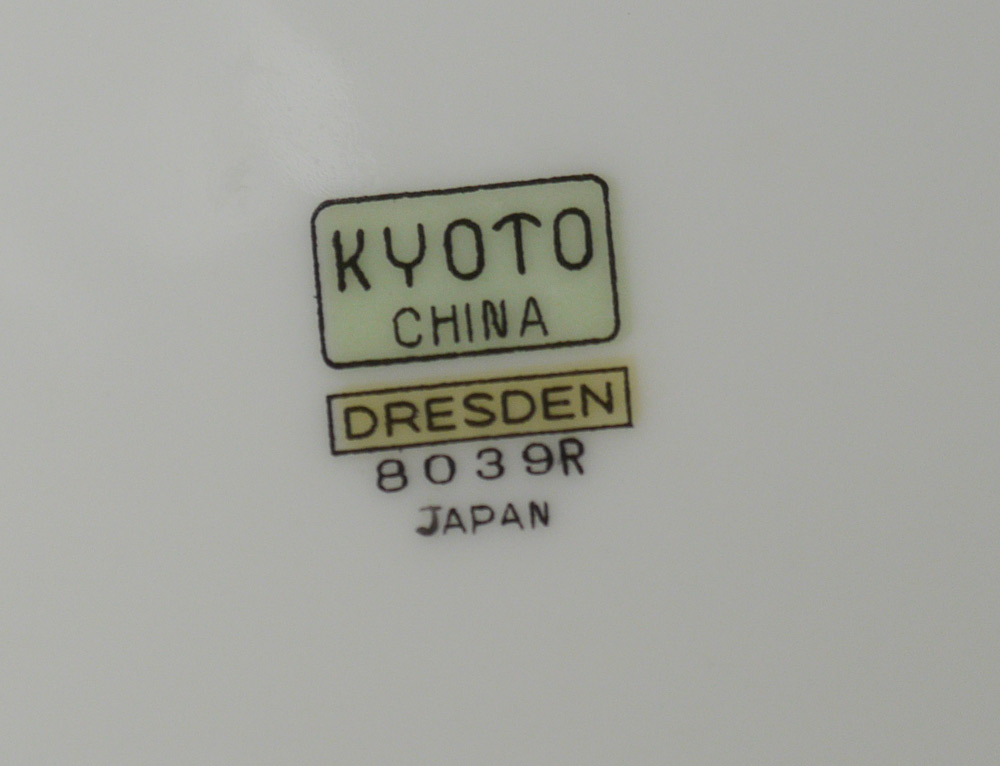 KYOTO
CHINA
DRESDEN
8039R
JAPAN